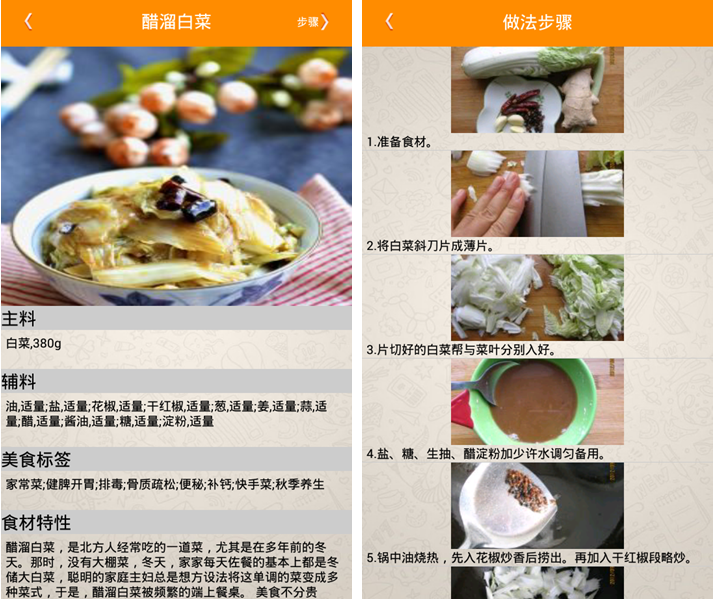 醋溜白菜
步骤
主料
白菜,380g
辅料
油,适量;盐,适量;花椒,适量;干红椒,适量;葱,适量;姜,适量;蒜,适
量;醋,适量;酱油,适量;糖,适量;淀粉,适量
美食标签
家常菜;健脾开胃;排毒;骨质疏松;便秘;补钙;快手菜;秋季养生
食材特性
醋溜白菜，是北方人经常吃的一道菜，尤其是在多年前的冬
天。那时，没有大棚菜，冬天，家家每天佐餐的基本上都是冬
储大白菜，聪明的家庭主妇总是想方设法将这单调的菜变成多
种菜式，于是，醋溜白菜被频繁的端上餐桌。 美食不分贵
做法步骤
1.准备食材。
2.将白菜斜刀片成薄片。
3.片切好的白菜帮与菜叶分别入好。
4.盐、糖、生抽、醋淀粉加少许水调匀备用。
5.锅中油烧热，先入花椒炒香后捞出。再加入干红椒段略炒。